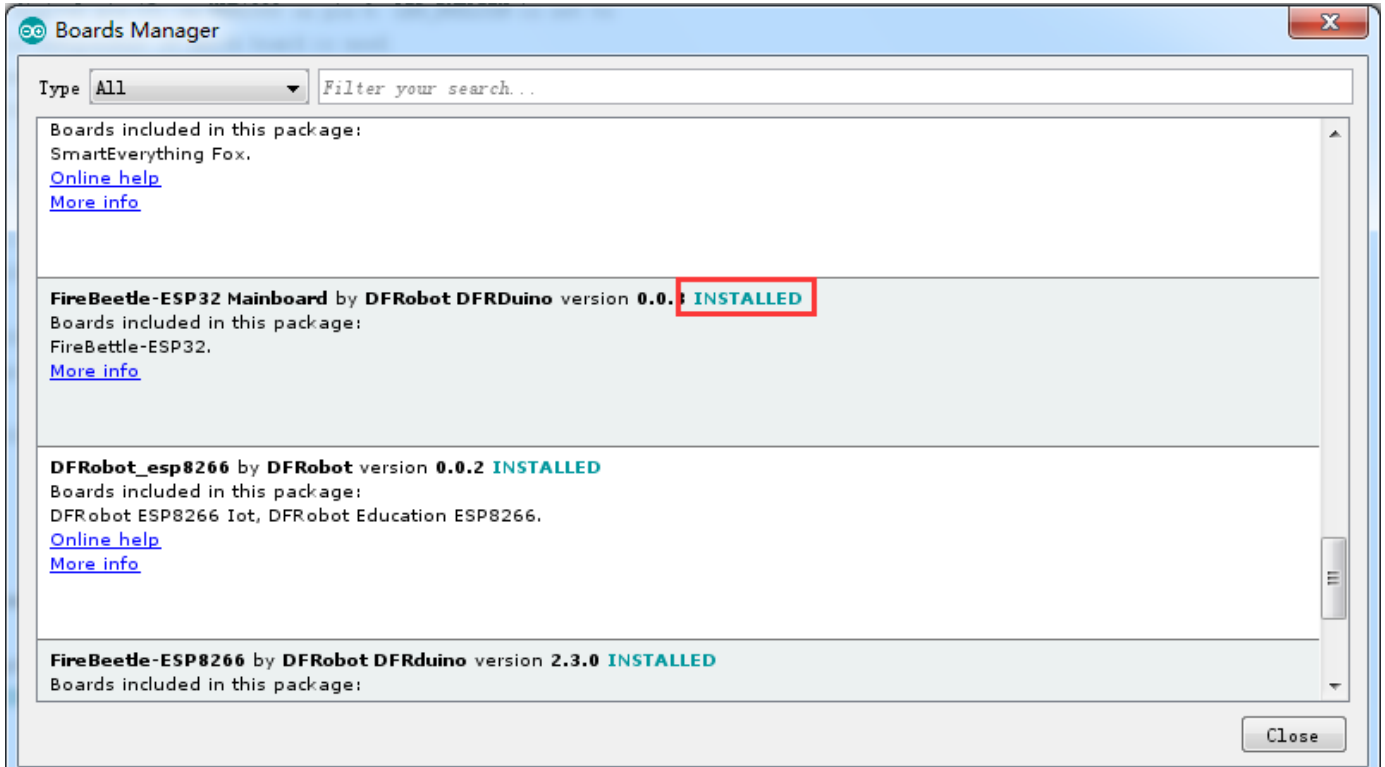 Boards Manager
Type All Filter your search...
Boards included in this package:
SmartEverything Fox.
Online help
More info
FireBeetle-ESP32 Mainboard by DFRobot DFRDuino version 0.0.3 INSTALLED
Boards included in this package:
FireBettle-ESP32.
More info
DFRobot_esp8266 by DFRobot version 0.0.2 INSTALLED
Boards included in this package:
DFRobot ESP8266 Iot, DFRobot Education ESP8266.
Online help
More info
FireBeetle-ESP8266 by DFRobot DFRduino version 2.3.0 INSTALLED
Boards included in this package:
Close